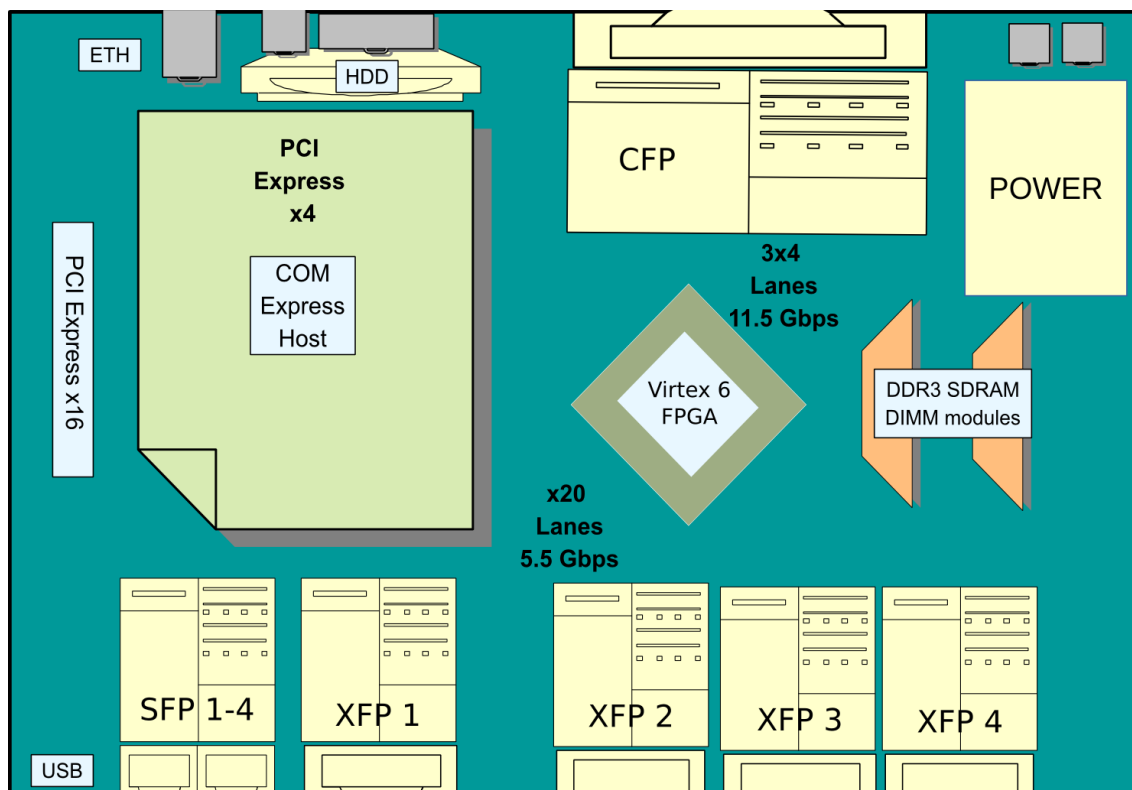 ETH
HDD
PCI
Express
x4
CFP
POWER
PCI Express x16
COM
Express
Host
3x4
Lanes
11.5 Gbps
Virtex 6
FPGA
DDR3 SDRAM
DIMM modules
x20
Lanes
5.5 Gbps
SFP 1-4
XFP 1
XFP 2
XFP 3
XFP 4
USB